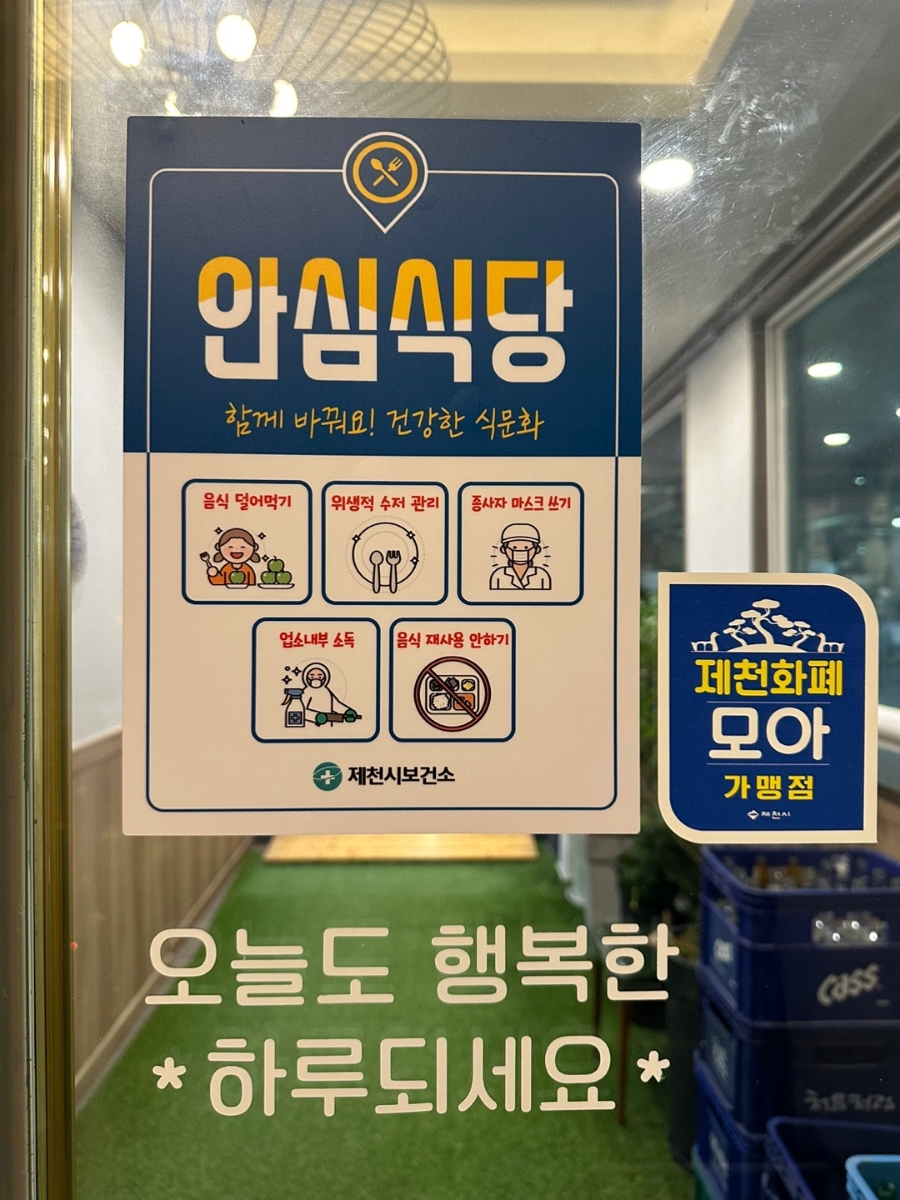 안심식당
함께 바꿔요! 건강한 식문화
음식 덜어먹기
위생적 수저 관리
종사자 마스크 쓰기
업소내부 소독
음식 재사용 안하기
제천시보건소
제천화폐
모아
가맹점
제천시
오늘도 행복한
*하루되세요*
cass
처음처럼